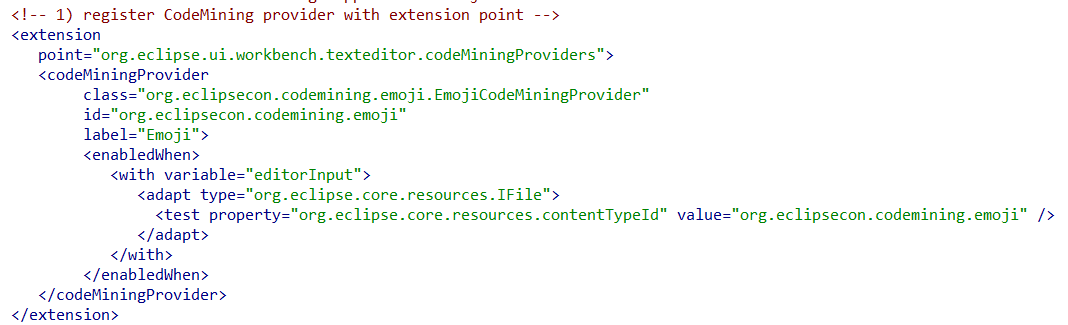 <!-- 1) register CodeMining provider with extension point -->
<extension
point="org.eclipse.ui.workbench.texteditor.codeMiningProviders">
<codeMiningProvider
class="org.eclipsecon.codemining.emoji.EmojiCodeMiningProvider"
id="org.eclipsecon.codemining.emoji"
label="Emoji">
<enabledWhen>
<with variable="editorInput">
<adapt type="org.eclipse.core.resources.IFile">
<test property="org.eclipse.core.resources.contentTypeId" value="org.eclipsecon.codemining.emoji" />
</adapt>
</with>
</enabledWhen>
</codeMiningProvider>
</extension>